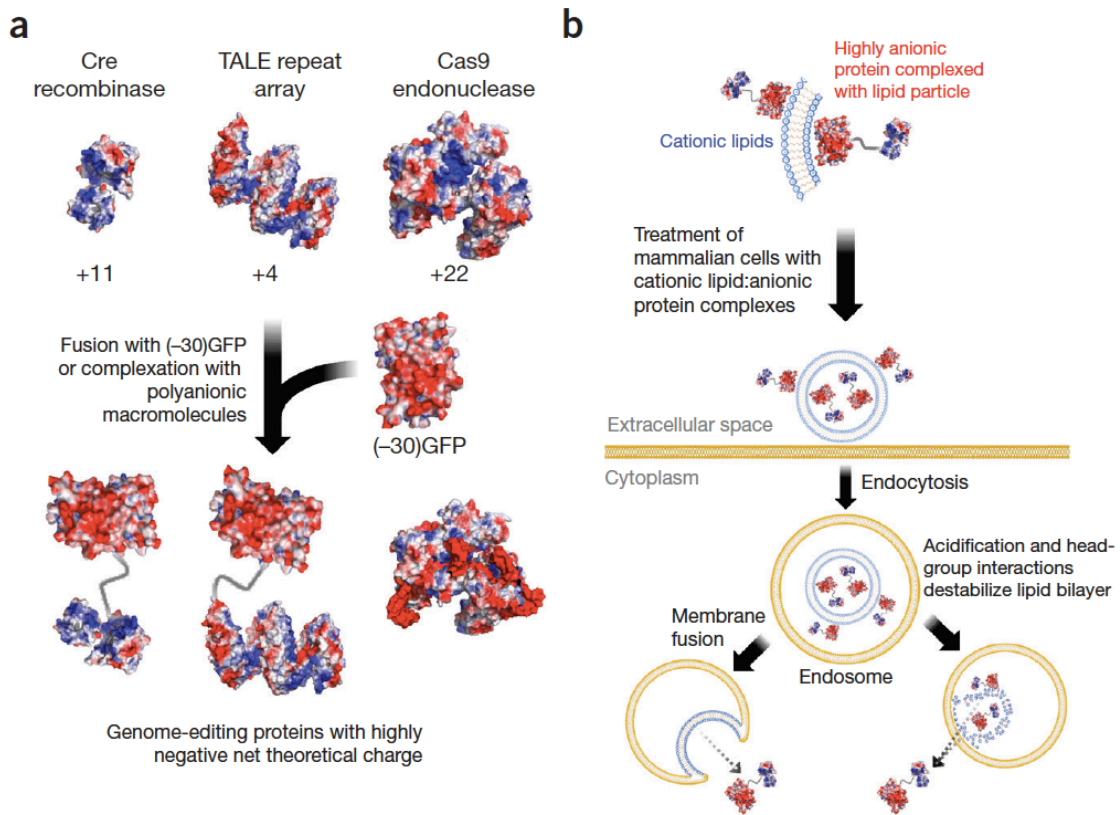 a
Cre
recombinase
TALE repeat
array
Cas9
endonuclease
+11
+4
+22
Fusion with (–30)GFP
or complexation with
polyanionic
macromolecules
(–30)GFP
Genome-editing proteins with highly
negative net theoretical charge
b
Highly anionic
protein complexed
with lipid particle
Cationic lipids
Treatment of
mammalian cells with
cationic lipid:anionic
protein complexes
Extracellular space
Cytoplasm
Endocytosis
Acidification and head-
group interactions
destabilize lipid bilayer
Membrane
fusion
Endosome